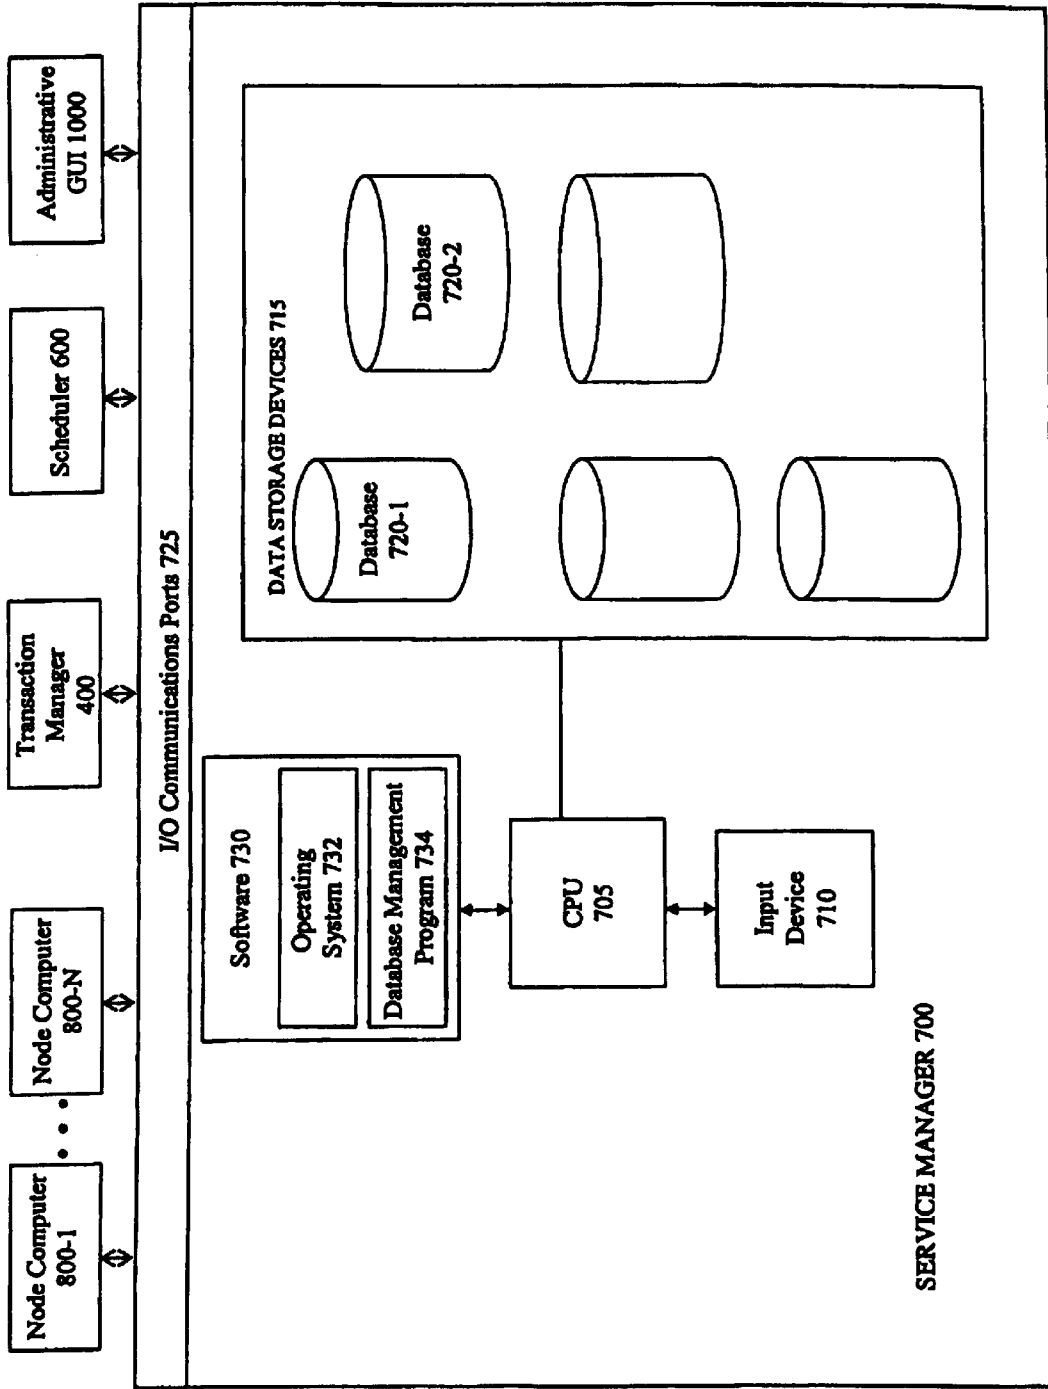 Node Computer
800-1
• • •
Node Computer
800-N
Transaction
Manager
400
Scheduler 600
Administrative
GUI 1000
I/O Communications Ports 725
Software 730
Operating
System 732
Database Management
Program 734
CPU
705
Input
Device
710
DATA STORAGE DEVICES 715
Database
720-1
Database
720-2
SERVICE MANAGER 700